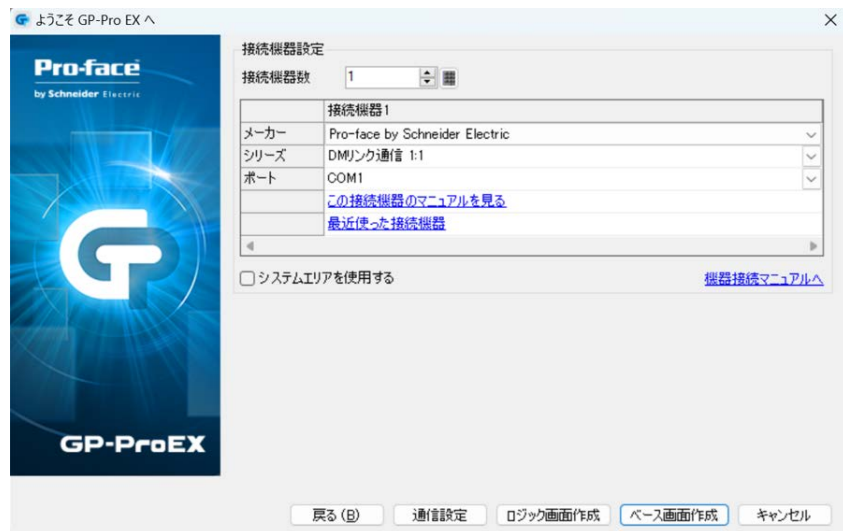 ようこそ GP-Pro EX へ
Pro-face
by Schneider Electric
GP-ProEX
接続機器設定
接続機器数 1
接続機器1
メーカー Pro-face by Schneider Electric
シリーズ DMリンク通信 1:1
ポート COM1
この接続機器のマニュアルを見る
最近使った接続機器
システムエリアを使用する 機器接続マニュアルへ
戻る(B) 通信設定 ロジック画面作成 ベース画面作成 キャンセル